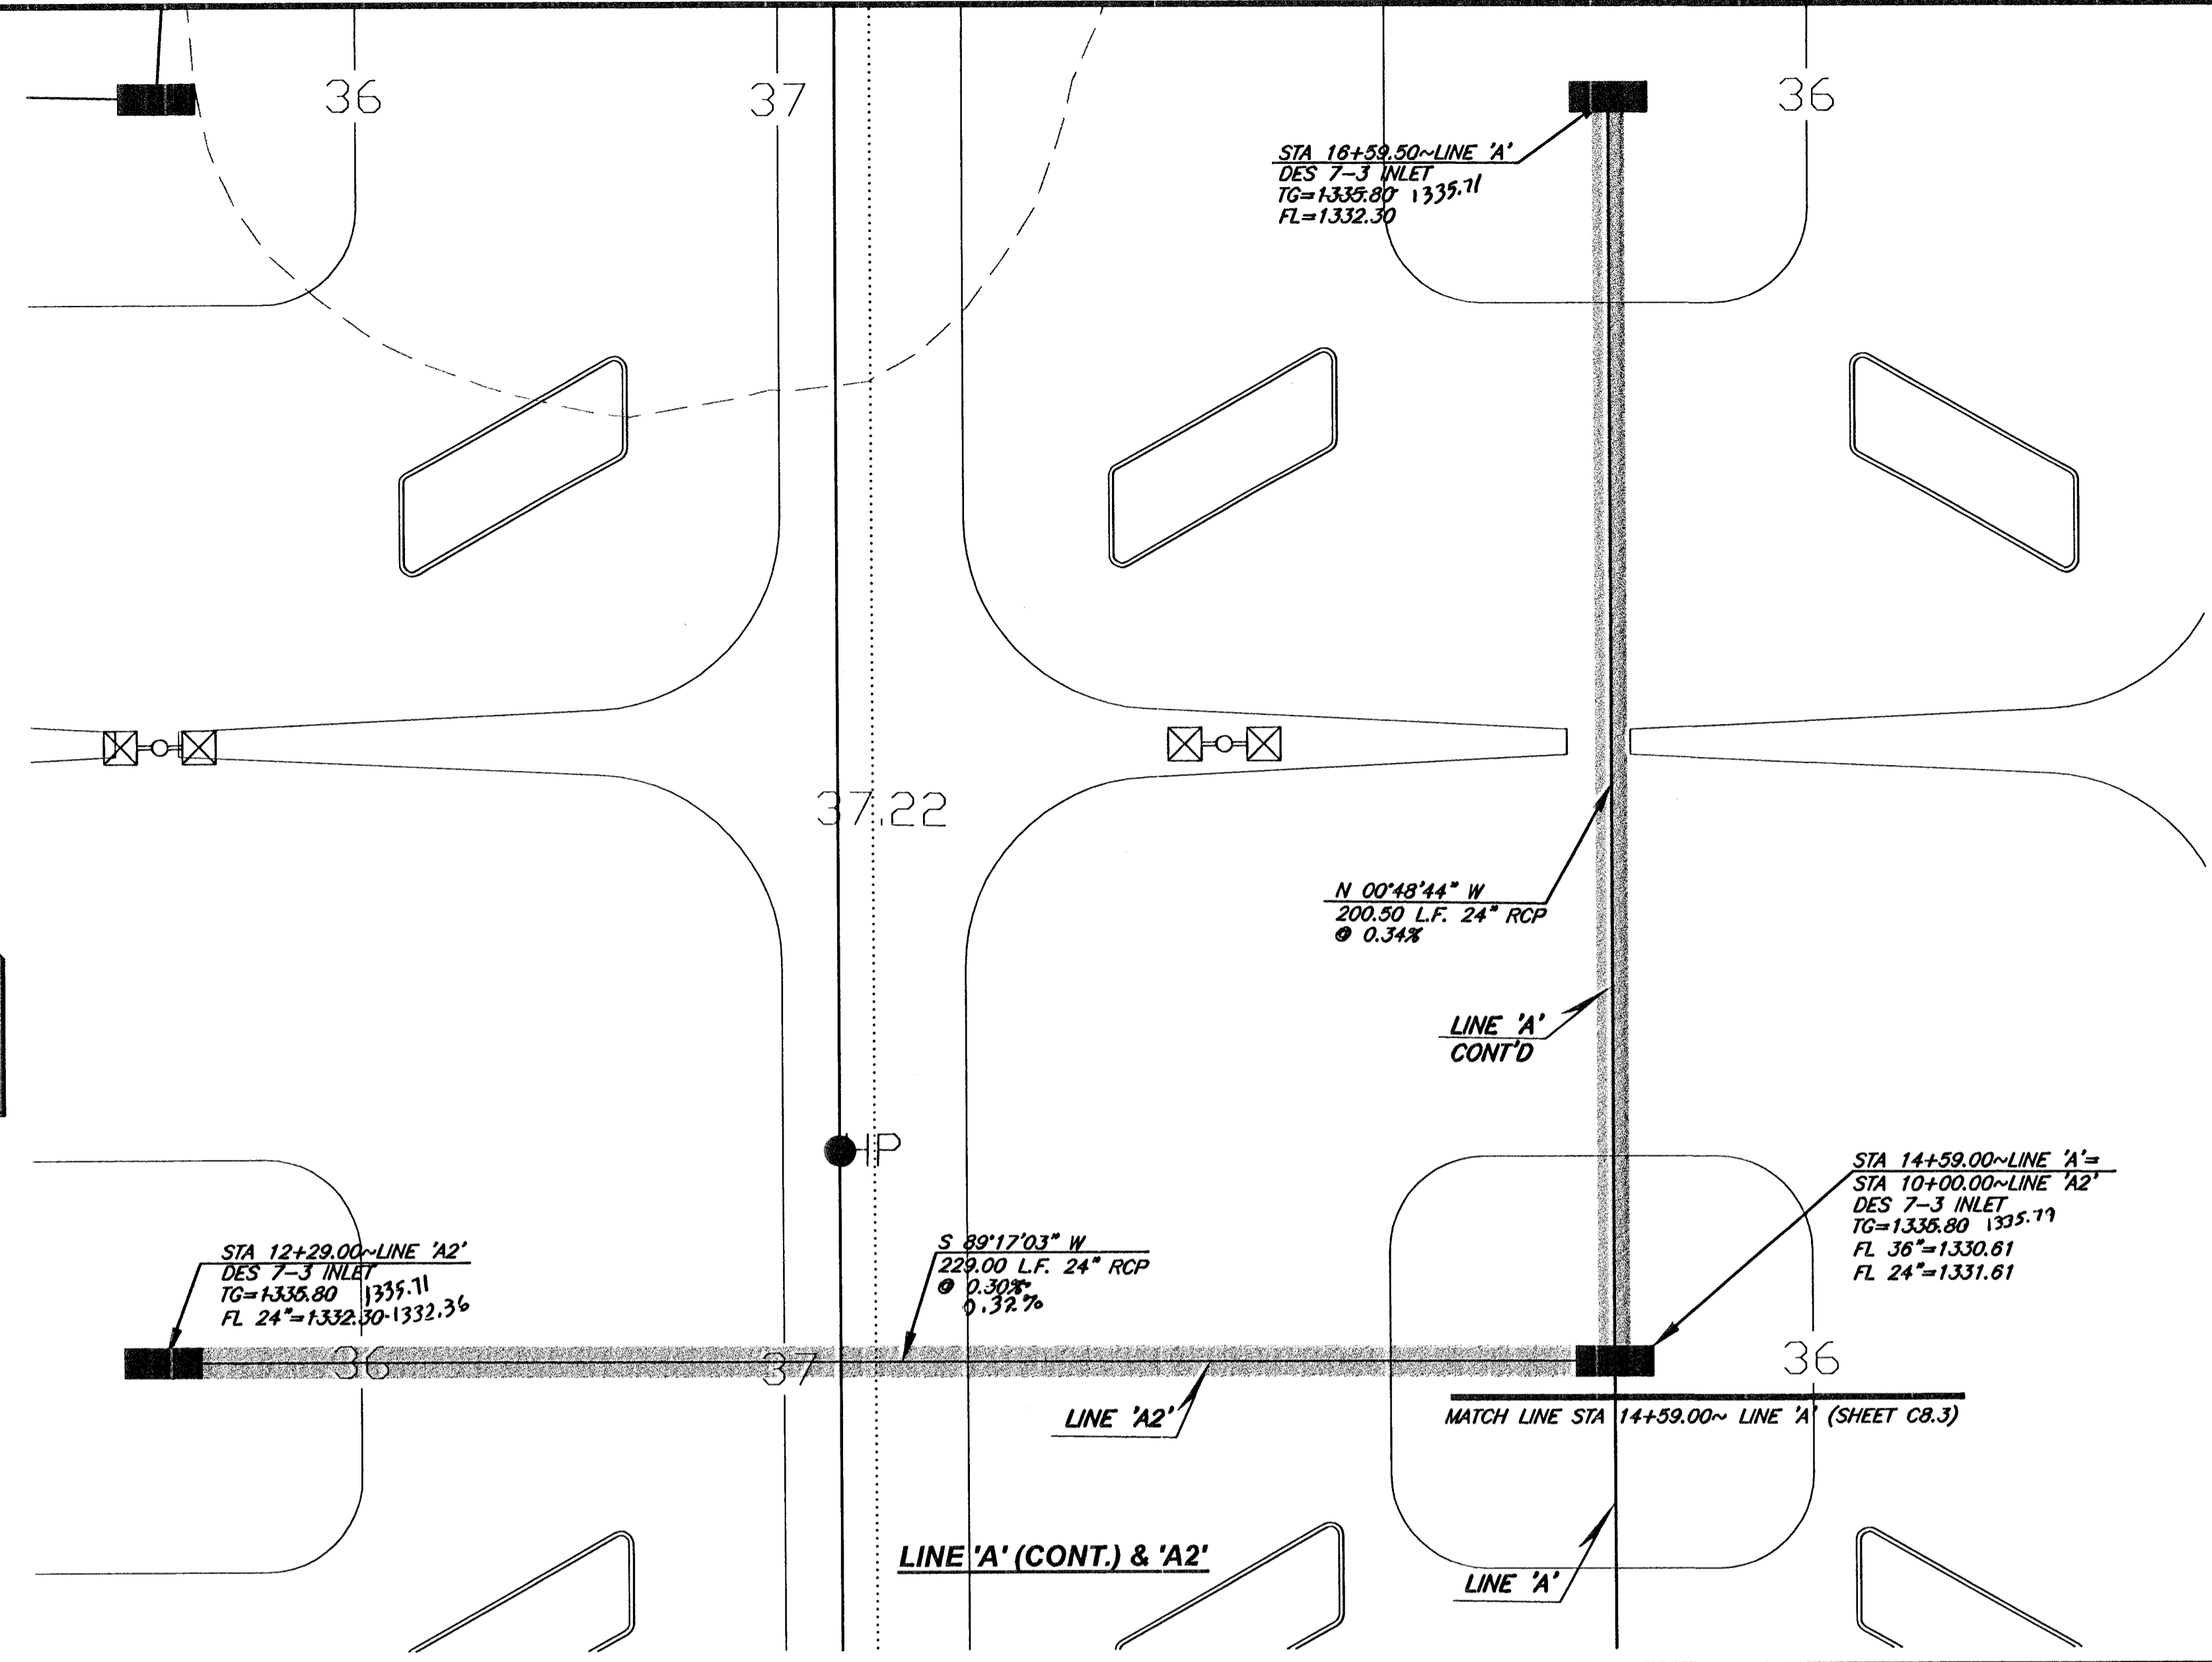 36
37
36
STA 16+59.50~LINE 'A'
DES 7-3 INLET
TG=1335.80 1335.71
FL=1332.30
37.22
N 00°48'44" W
200.50 L.F. 24" RCP
@ 0.34%
LINE 'A'
CONT'D
HP
STA 14+59.00~LINE 'A'=
STA 10+00.00~LINE 'A2'
DES 7-3 INLET
TG=1335.80 1335.79
FL 36"=1330.61
FL 24"=1331.61
STA 12+29.00~LINE 'A2'
DES 7-3 INLET
TG=1335.80 1335.71
FL 24"=1332.30 1332.36
S 89°17'03" W
229.00 L.F. 24" RCP
@ 0.30%
0.32%
36
37
36
LINE 'A2'
MATCH LINE STA 14+59.00~ LINE 'A' (SHEET C8.3)
LINE 'A' (CONT.) & 'A2'
LINE 'A'